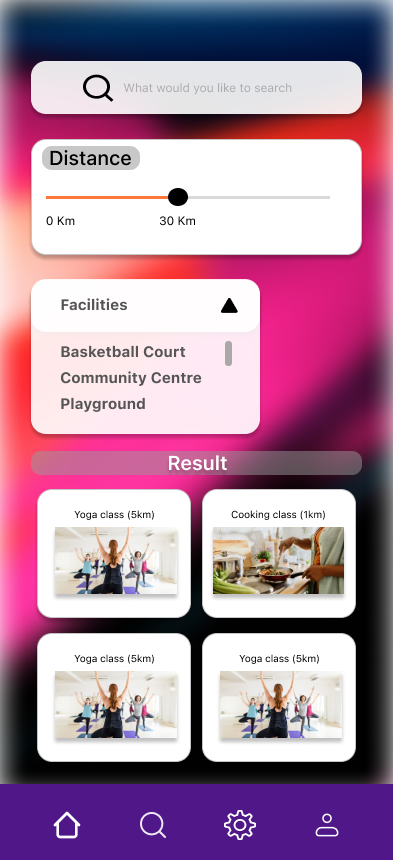 What would you like to search
Distance
0 Km
30 Km
Facilities
Basketball Court
Community Centre
Playground
Result
Yoga class (5km)
Cooking class (1km)
Yoga class (5km)
Yoga class (5km)